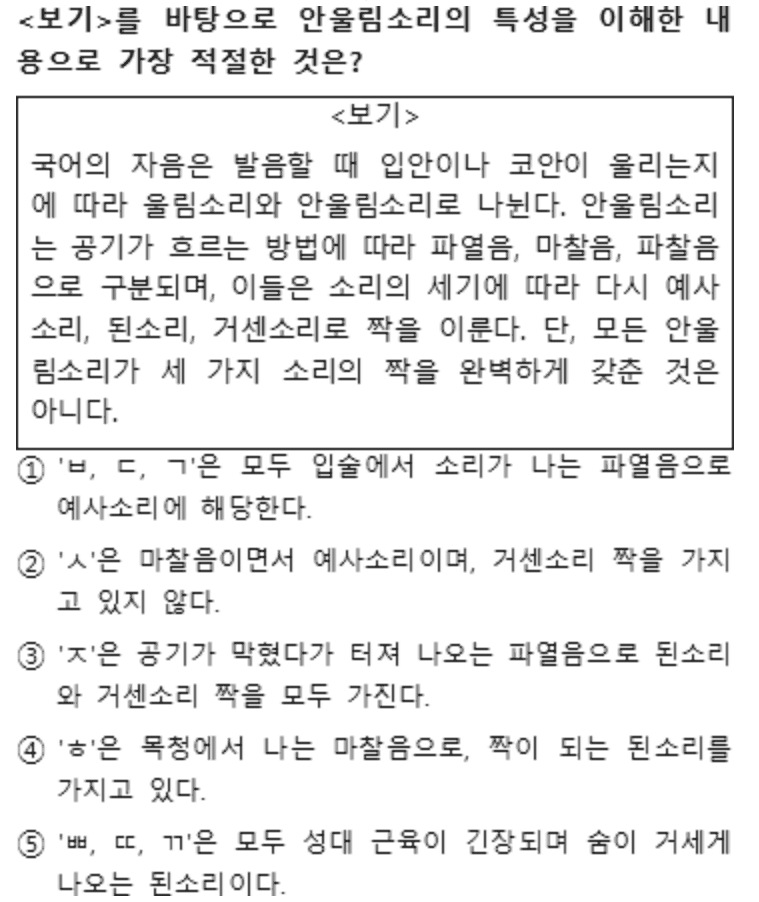 <보기>를 바탕으로 안울림소리의 특성을 이해한 내
용으로 가장 적절한 것은?
<보기>
국어의 자음은 발음할 때 입안이나 코안이 울리는지
에 따라 울림소리와 안울림소리로 나뉜다. 안울림소리
는 공기가 흐르는 방법에 따라 파열음, 마찰음, 파찰음
으로 구분되며, 이들은 소리의 세기에 따라 다시 예사
소리, 된소리, 거센소리로 짝을 이룬다. 단, 모든 안울
림소리가 세 가지 소리의 짝을 완벽하게 갖춘 것은
아니다.
① 'ㅂ, ㄷ, ㄱ'은 모두 입술에서 소리가 나는 파열음으로
예사소리에 해당한다.
② 'ㅅ'은 마찰음이면서 예사소리이며, 거센소리 짝을 가지
고 있지 않다.
③ 'ㅈ'은 공기가 막혔다가 터져 나오는 파열음으로 된소리
와 거센소리 짝을 모두 가진다.
④ 'ㅎ'은 목청에서 나는 마찰음으로, 짝이 되는 된소리를
가지고 있다.
⑤ 'ㅃ, ㄸ, ㄲ'은 모두 성대 근육이 긴장되며 숨이 거세게
나오는 된소리이다.